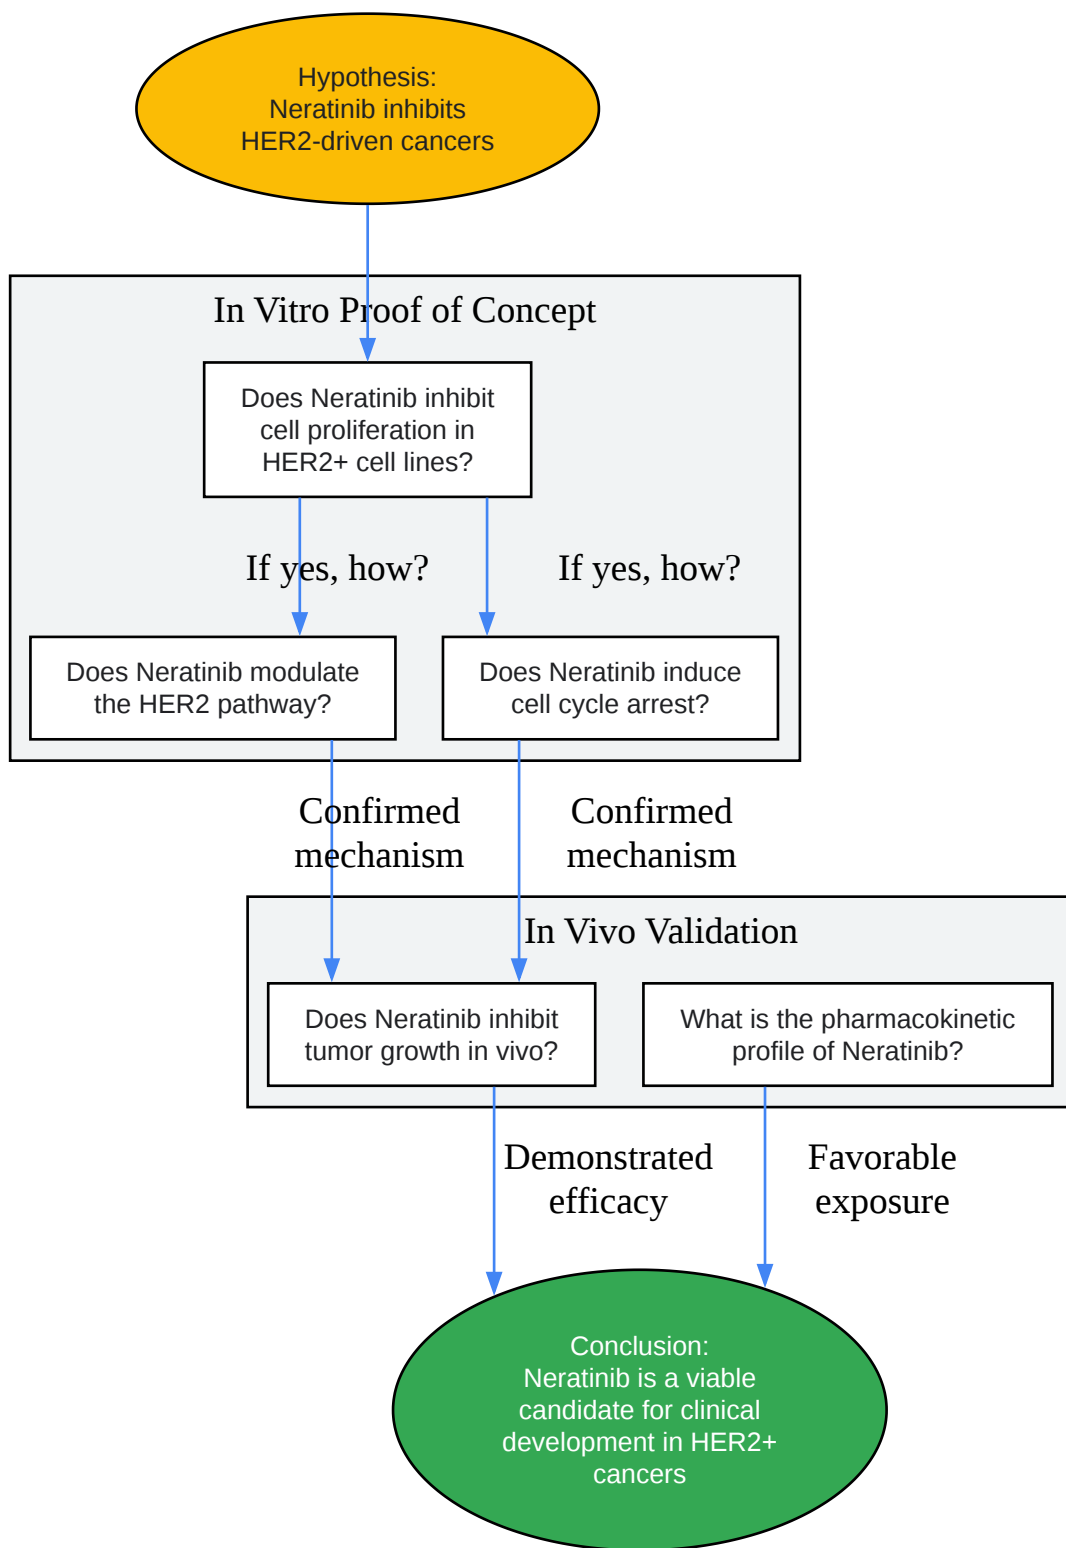 Hypothesis:
Neratinib inhibits
HER2-driven cancers
In Vitro Proof of Concept
Does Neratinib inhibit
cell proliferation in
HER2+ cell lines?
If yes, how?
If yes, how?
Does Neratinib modulate
the HER2 pathway?
Does Neratinib induce
cell cycle arrest?
Confirmed
mechanism
Confirmed
mechanism
In Vivo Validation
Does Neratinib inhibit
tumor growth in vivo?
What is the pharmacokinetic
profile of Neratinib?
Demonstrated
efficacy
Favorable
exposure
Conclusion:
Neratinib is a viable
candidate for clinical
development in HER2+
cancers